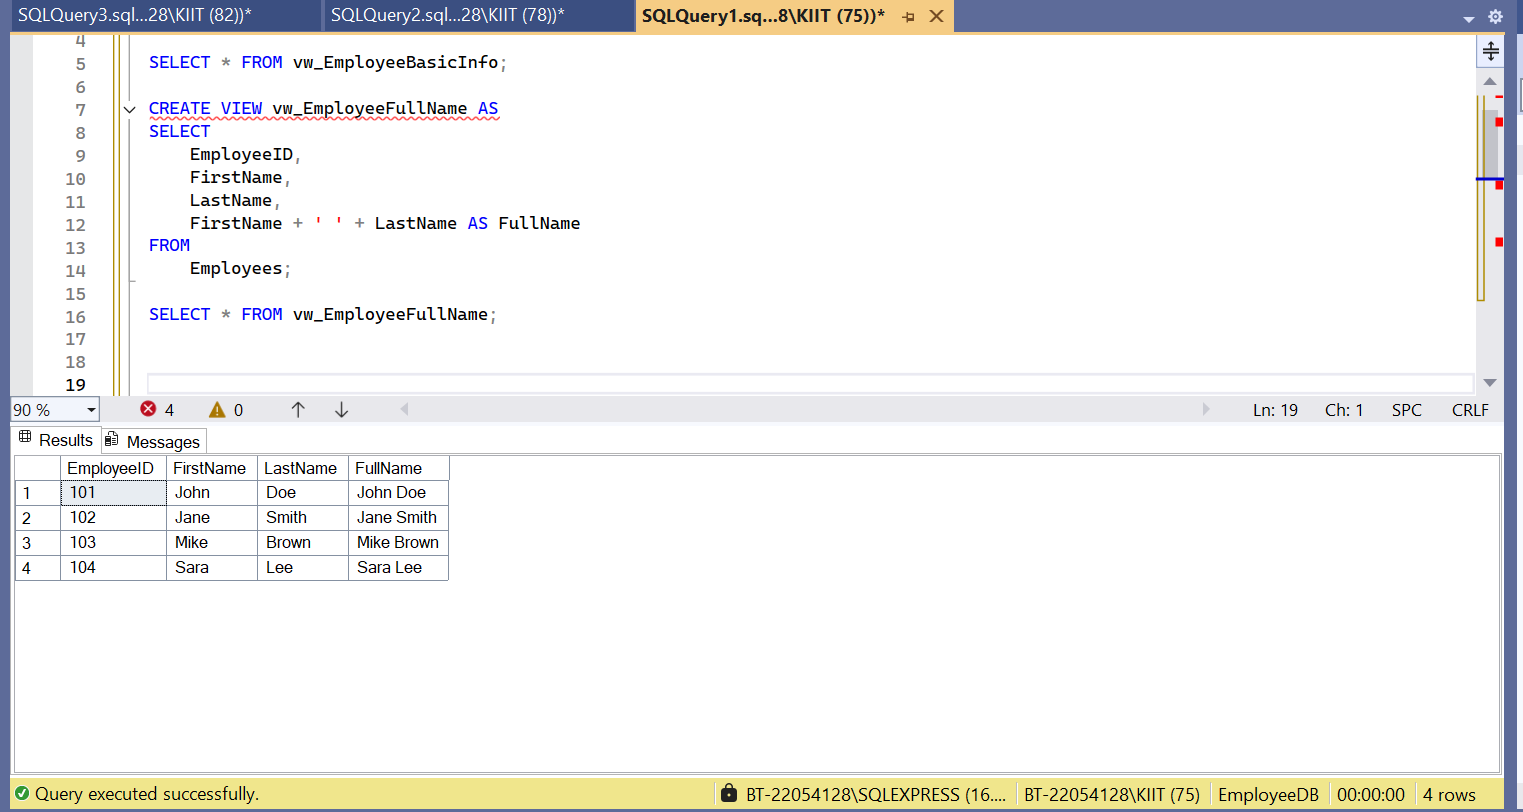 SQLQuery3.sql...28\KIIT (82))* SQLQuery2.sql...28\KIIT (78))* SQLQuery1.sq...8\KIIT (75))*
4
5 SELECT * FROM vw_EmployeeBasicInfo;
6
7 CREATE VIEW vw_EmployeeFullName AS
8 SELECT
9 EmployeeID,
10 FirstName,
11 LastName,
12 FirstName + ' ' + LastName AS FullName
13 FROM
14 Employees;
15
16 SELECT * FROM vw_EmployeeFullName;
17
18
19
90 % 4 0 Ln: 19 Ch: 1 SPC CRLF
Results Messages
EmployeeID FirstName LastName FullName
1 101 John Doe John Doe
2 102 Jane Smith Jane Smith
3 103 Mike Brown Mike Brown
4 104 Sara Lee Sara Lee
Query executed successfully. BT-22054128\SQLEXPRESS (16.... BT-22054128\KIIT (75) EmployeeDB 00:00:00 4 rows